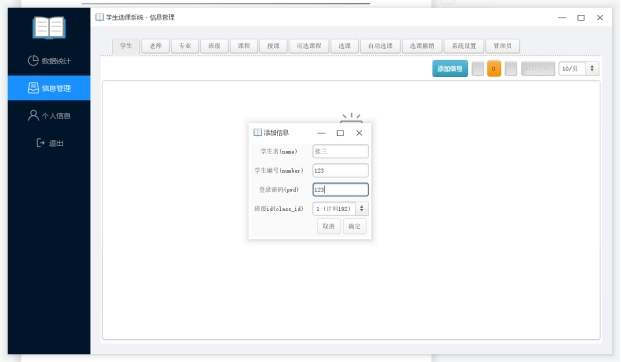 学生选课系统 - 信息管理
学生 老师 专业 班级 课程 授课 可选课程 选课 自动选课 选课撤销 系统设置 管理员
数据统计
添加信息 0 10/页
信息管理
个人信息
退出
添加信息
学生名(name) 张三
学生编号(number) 123
登录密码(pwd) 123
班级id(class_id) 1 (计科192)
取消 确定